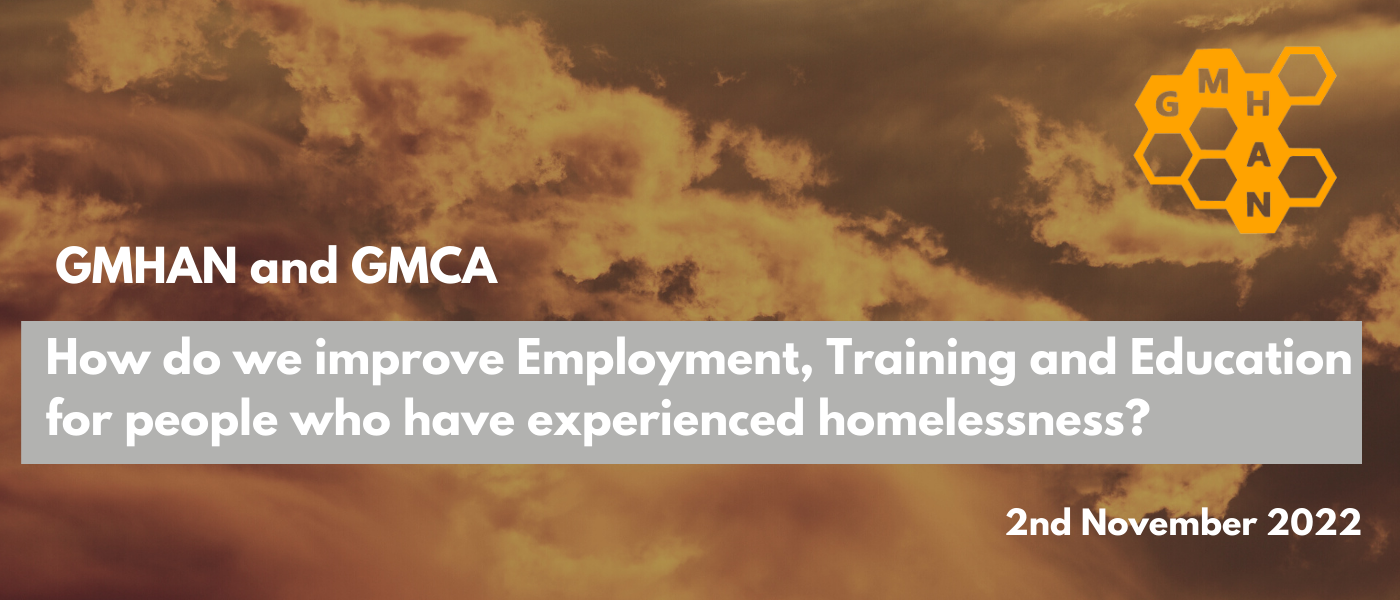 GMHAN
GMHAN and GMCA
How do we improve Employment, Training and Education
for people who have experienced homelessness?
2nd November 2022